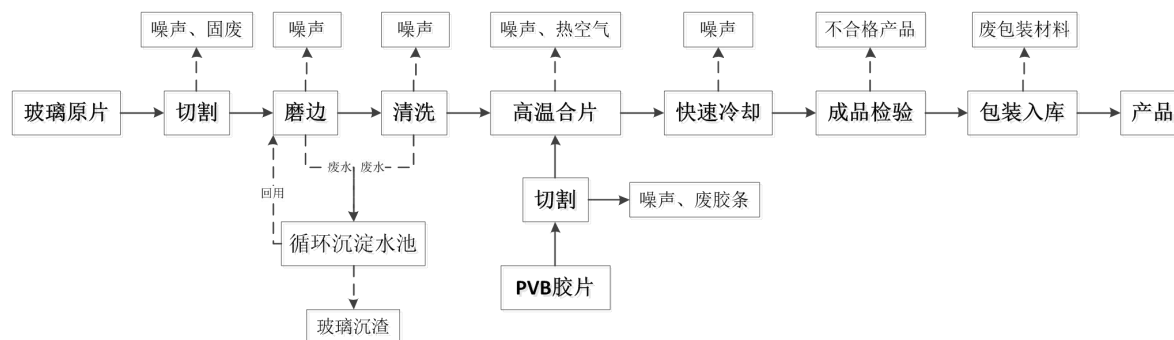 噪声、固废
噪声
噪声
噪声、热空气
噪声
不合格产品
废包装材料
玻璃原片
切割
磨边
清洗
高温合片
快速冷却
成品检验
包装入库
产品
废水
废水
回用
切割
噪声、废胶条
循环沉淀水池
PVB胶片
玻璃沉渣